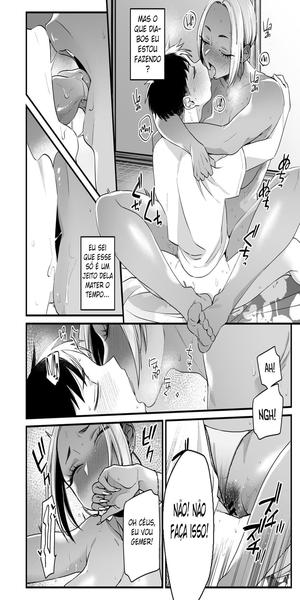 MAS O
QUE DIA-
BOS EU
ESTOU
FAZENDO
?
EU SEI
QUE ESSE
SÓ É UM
JEITO DELA
MATER O
TEMPO...
AH!
NGH!
NÃO! NÃO
FAÇA ISSO!
OH CÉUS,
EU VOU
GEMER!